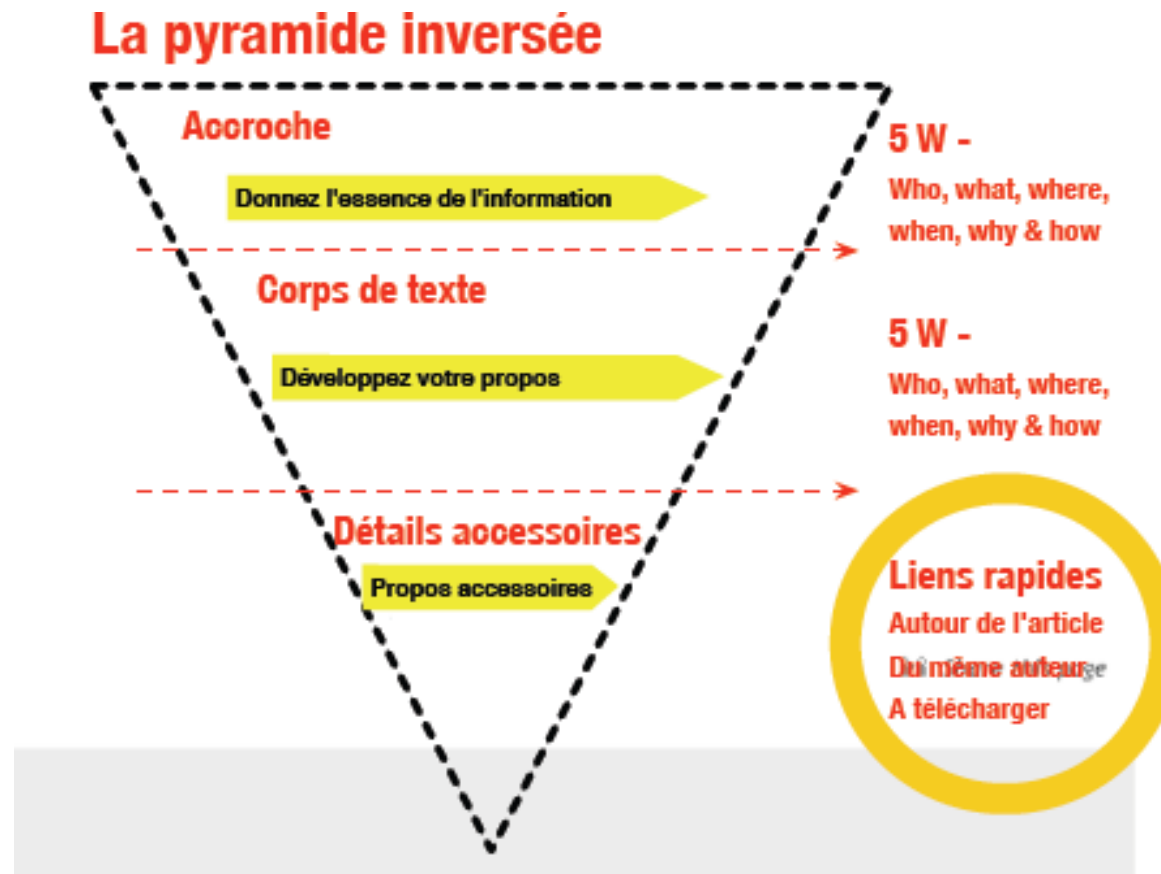 La pyramide inversée
Accroche
Donnez l'essence de l'information
5 W -
Who, what, where,
when, why & how
Corps de texte
Développez votre propos
5 W -
Who, what, where,
when, why & how
Détails accessoires
Propos accessoires
Liens rapides
Autour de l'article
Du même auteur
A télécharger